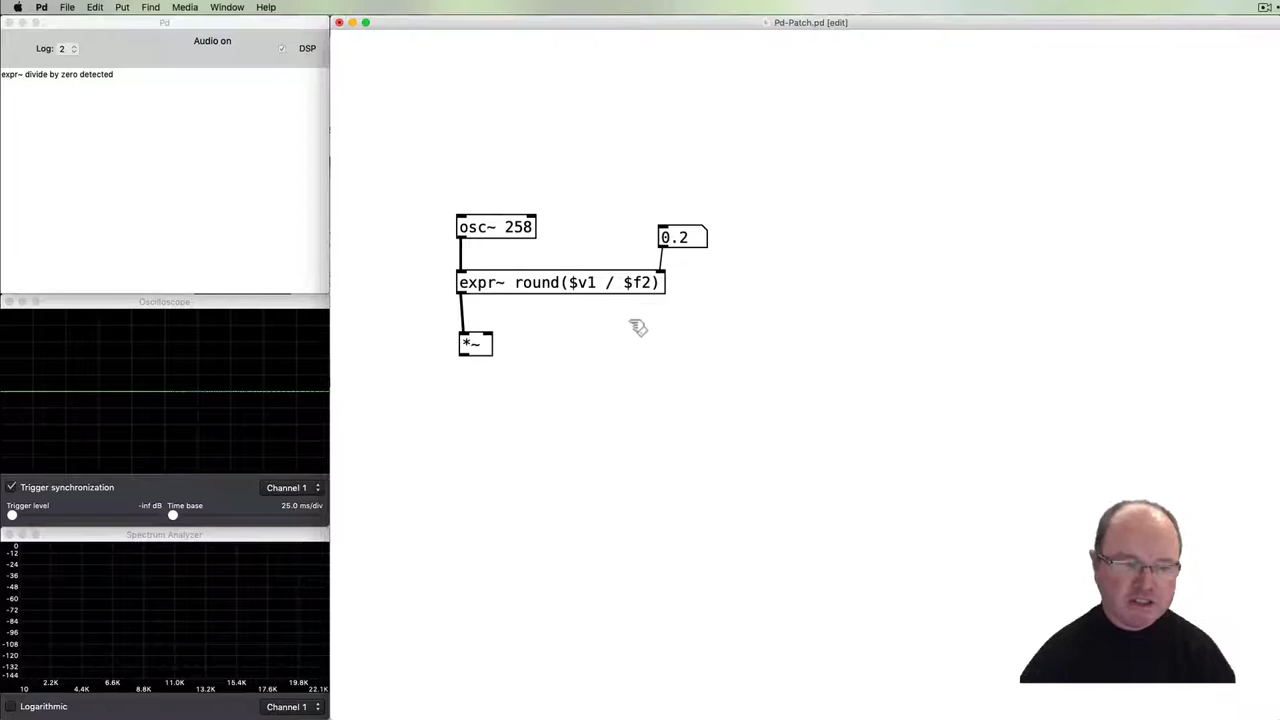 Pd File Edit Put Find Media Window Help
Pd
Audio on
Log: 2
DSP
expr~ divide by zero detected
Pd-Patch.pd [edit]
osc~ 258
0.2
expr~ round($v1 / $f2)
*~
Oscilloscope
Trigger synchronization
Channel 1
Trigger level
-inf dB
Time base
25.0 ms/div
Spectrum Analyzer
0
-12
-24
-36
-48
-60
-72
-84
-96
-108
-120
-132
-144
2.2K 6.6K 11.0K 15.4K 19.8K
10 4.4K 8.8K 13.2K 17.6K 22.1K
Logarithmic
Channel 1